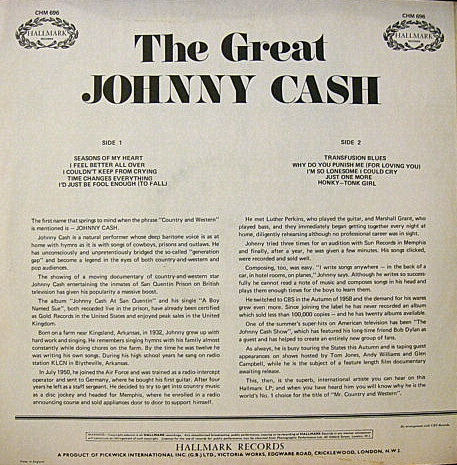 CHM 696
HALLMARK
RECORDS
CHM 696
HALLMARK
RECORDS
The Great
JOHNNY CASH
SIDE 1
SEASONS OF MY HEART
I FEEL BETTER ALL OVER
I COULDN'T KEEP FROM CRYING
TIME CHANGES EVERYTHING
I'D JUST BE FOOL ENOUGH (TO FALL)
SIDE 2
TRANSFUSION BLUES
WHY DO YOU PUNISH ME (FOR LOVING YOU)
I'M SO LONESOME I COULD CRY
JUST ONE MORE
HONKY-TONK GIRL
The first name that springs to mind when the phrase "Country and Western"
is mentioned is — JOHNNY CASH.
Johnny Cash is a natural performer whose deep baritone voice is as at
home with hymns as it is with songs of cowboys, prisons and outlaws. He
has unconsciously and unpretentiously bridged the so-called "generation
gap" and become a legend in the eyes of both country-and-western and
pop audiences.
The showing of a moving documentary of country-and-western star
Johnny Cash entertaining the inmates of San Quentin Prison on British
television has given his popularity a massive boost.
The album "Johnny Cash At San Quentin" and his single "A Boy
Named Sue", both recorded live in the prison, have already been certified
as Gold Records in the United States and enjoyed peak sales in the United
Kingdom.
Born on a farm near Kingsland, Arkansas, in 1932, Johnny grew up with
hard work and singing. He remembers singing hymns with his family almost
constantly while doing chores on the farm. By the time he was twelve he
was writing his own songs. During his high school years he sang on radio
station KLCN in Blytheville, Arkansas.
In July 1950, he joined the Air Force and was trained as a radio-intercept
operator and sent to Germany, where he bought his first guitar. After four
years he left as a staff sergeant. He decided to try to get into country music
as a disc jockey and headed for Memphis, where he enrolled in a radio
announcing course and sold appliances door to door to support himself.
He met Luther Perkins, who played the guitar, and Marshall Grant, who
played bass, and they immediately began getting together every night at
home, diligently rehearsing although no professional career was in sight.
Johnny tried three times for an audition with Sun Records in Memphis
and finally, after a year, he was given a few minutes. His songs clicked,
were recorded and sold well.
Composing, too, was easy. "I write songs anywhere — in the back of a
car, in hotel rooms, on planes," Johnny says. Although he writes so success-
fully he cannot read a note of music and composes songs in his head and
plays them enough times for the boys to learn them.
He switched to CBS in the Autumn of 1958 and the demand for his wares
grew even more. Since joining the label he has never recorded an album
which sold less than 100,000 copies — and he has twenty albums available.
One of the summer's super-hits on American television has been "The
Johnny Cash Show", which has featured his long-time friend Bob Dylan as
a guest and has helped to create an entirely new group of fans.
As always, he is busy touring the States this Autumn and is taping guest
appearances on shows hosted by Tom Jones, Andy Williams and Glen
Campbell, while he is the subject of a feature length film documentary
awaiting release.
This, then, is the superb, international artiste you can hear on this
Hallmark LP; and when you have heard him you will know why he is the
world's No. 1 choice for the title of "Mr. Country and Western".
HALLMARK RECORDS
A PRODUCT OF PICKWICK INTERNATIONAL INC. (G.B.) LTD., VICTORIA WORKS, EDGWARE ROAD, CRICKLEWOOD, LONDON, N.W.2.